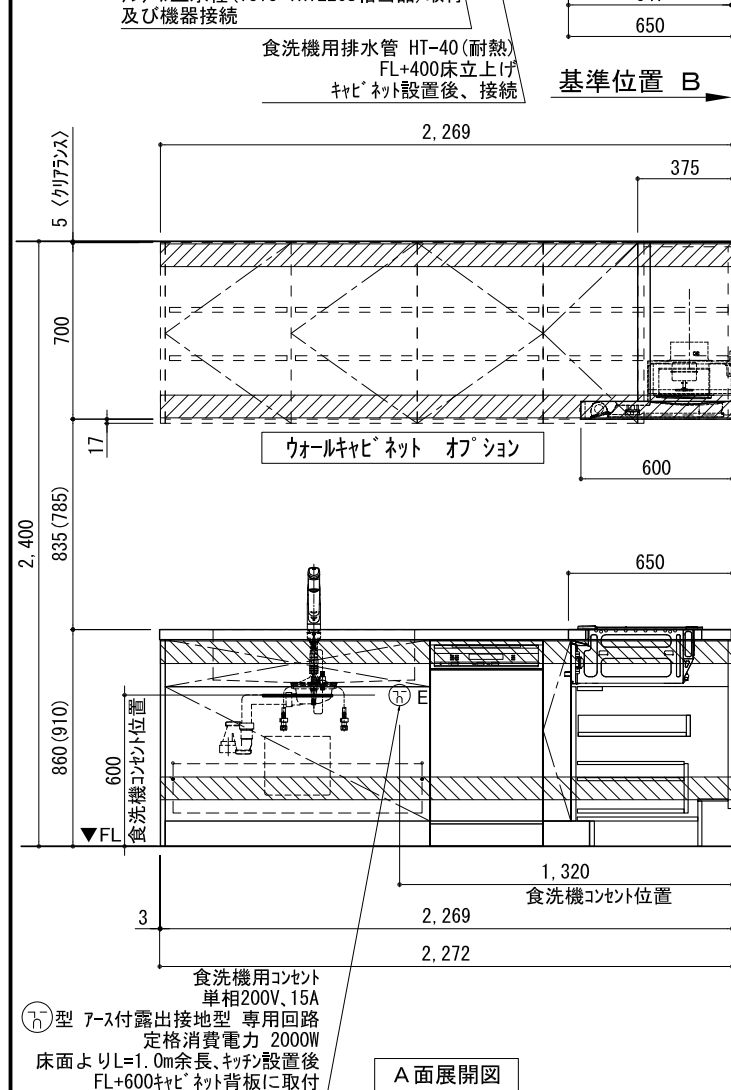 及び機器接続
650
食洗機用排水管 HT-40(耐熱)
FL+400床立上げ
キャビネット設置後、接続
基準位置 B
2,269
375
5 〈クリアランス〉
700
17
ウォールキャビネット オプション
600
2,400
835(785)
650
860(910)
600
食洗機コンセント位置
E
▼FL
1,320
食洗機コンセント位置
3
2,269
2,272
食洗機用コンセント
単相200V、15A
型 アース付露出接地型 専用回路
定格消費電力 2000W
床面よりL=1.0m余長、キッチン設置後
FL+600キャビネット背板に取付
A面展開図